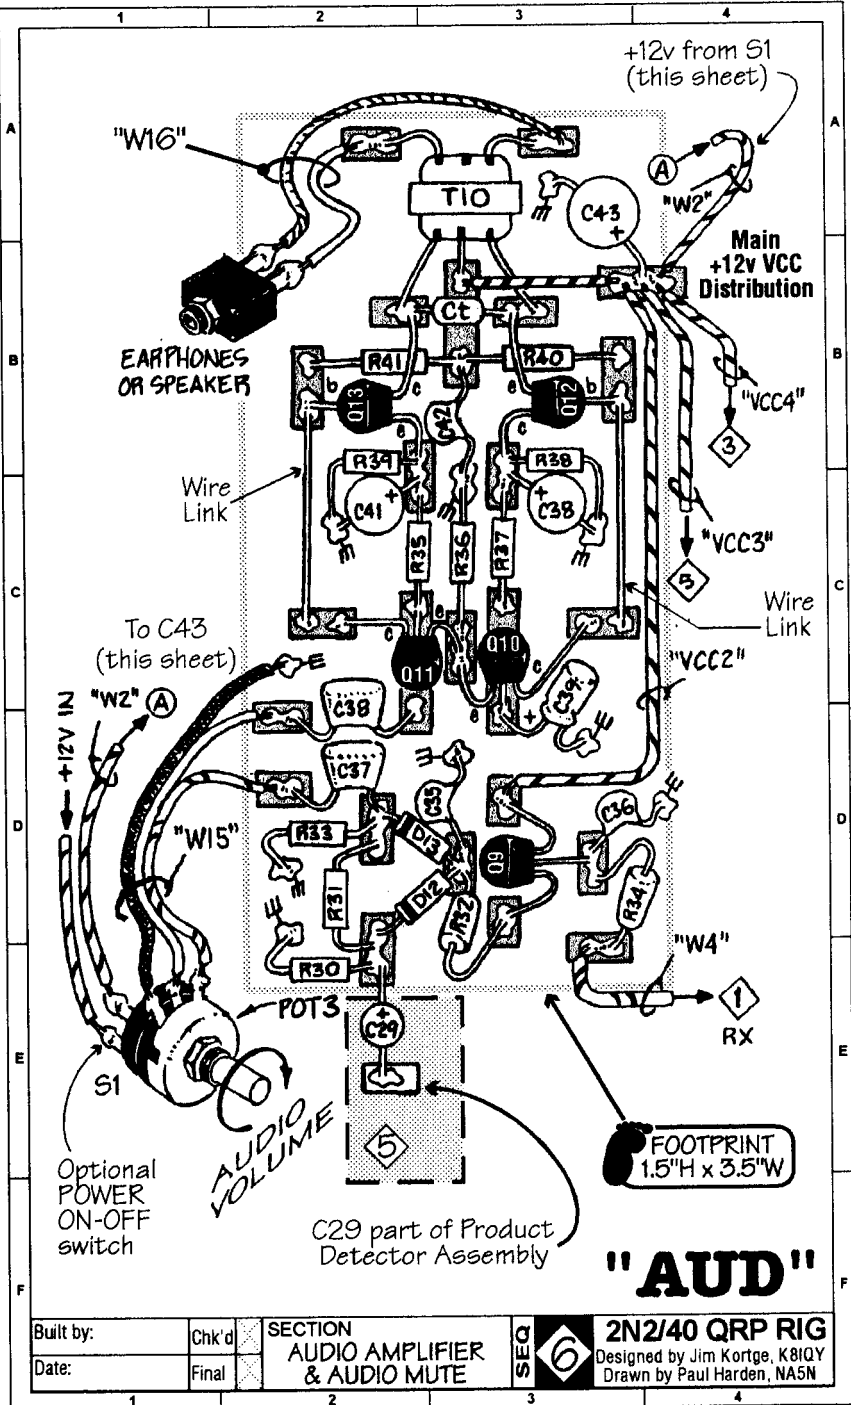 1 2 3 4
+12v from S1
(this sheet)
A A
"W16"
A
T10
C43
+
"W2"
Main
+12v VCC
Distribution
Ct
EARPHONES
OR SPEAKER
B B
R41 R40
b c e b
Q13 Q12
C42
"VCC4"
3
e c
R39 R38
Wire
Link
+ C41 + C38
"VCC3"
5
R35 R36 R37
C C
Wire
Link
To C43
(this sheet)
c e
Q11 Q10
c
e
"VCC2"
C39
+
+12V IN
"W2"
A
C38
C37
D D
C35
C36
R33
D13
Q9
"W15"
R31
D12
R32
R34
R30
"W4"
1
RX
POT3
+
C29
E E
S1
AUDIO
VOLUME
5
FOOTPRINT
1.5"H x 3.5"W
Optional
POWER
ON-OFF
switch
C29 part of Product
Detector Assembly
"AUD"
F F
Built by:
Chk'd
Date:
Final
SECTION
AUDIO AMPLIFIER
& AUDIO MUTE
SEQ
6
2N2/40 QRP RIG
Designed by Jim Kortge, K8IQY
Drawn by Paul Harden, NA5N
1 2 3 4